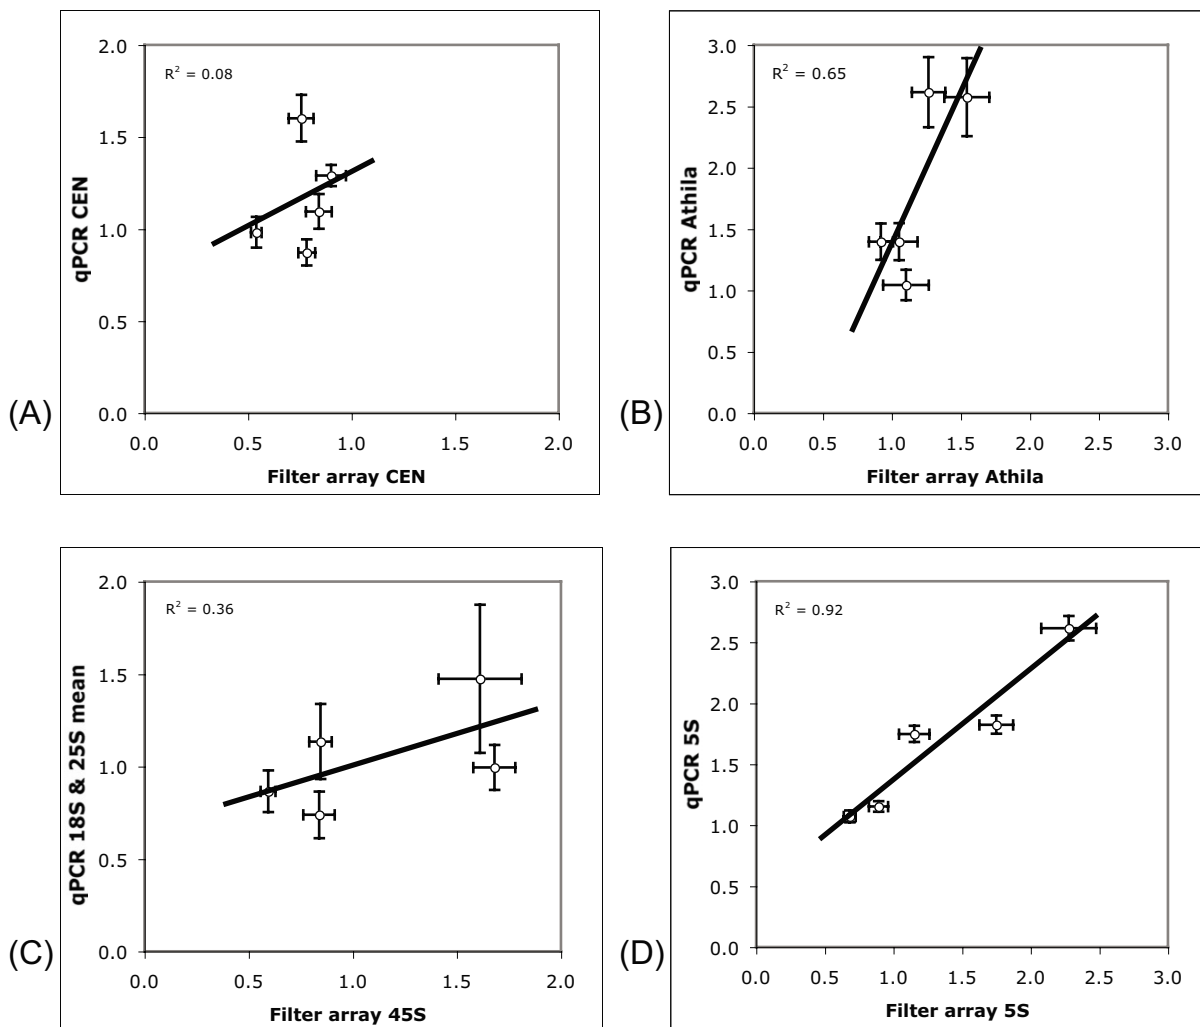 (A)
qPCR CEN
R² = 0.08
2.0
1.5
1.0
0.5
0.0
0.0 0.5 1.0 1.5 2.0
Filter array CEN
(B)
qPCR Athila
R² = 0.65
3.0
2.5
2.0
1.5
1.0
0.5
0.0
0.0 0.5 1.0 1.5 2.0 2.5 3.0
Filter array Athila
(C)
qPCR 18S & 25S mean
R² = 0.36
2.0
1.5
1.0
0.5
0.0
0.0 0.5 1.0 1.5 2.0
Filter array 45S
(D)
qPCR 5S
R² = 0.92
3.0
2.5
2.0
1.5
1.0
0.5
0.0
0.0 0.5 1.0 1.5 2.0 2.5 3.0
Filter array 5S